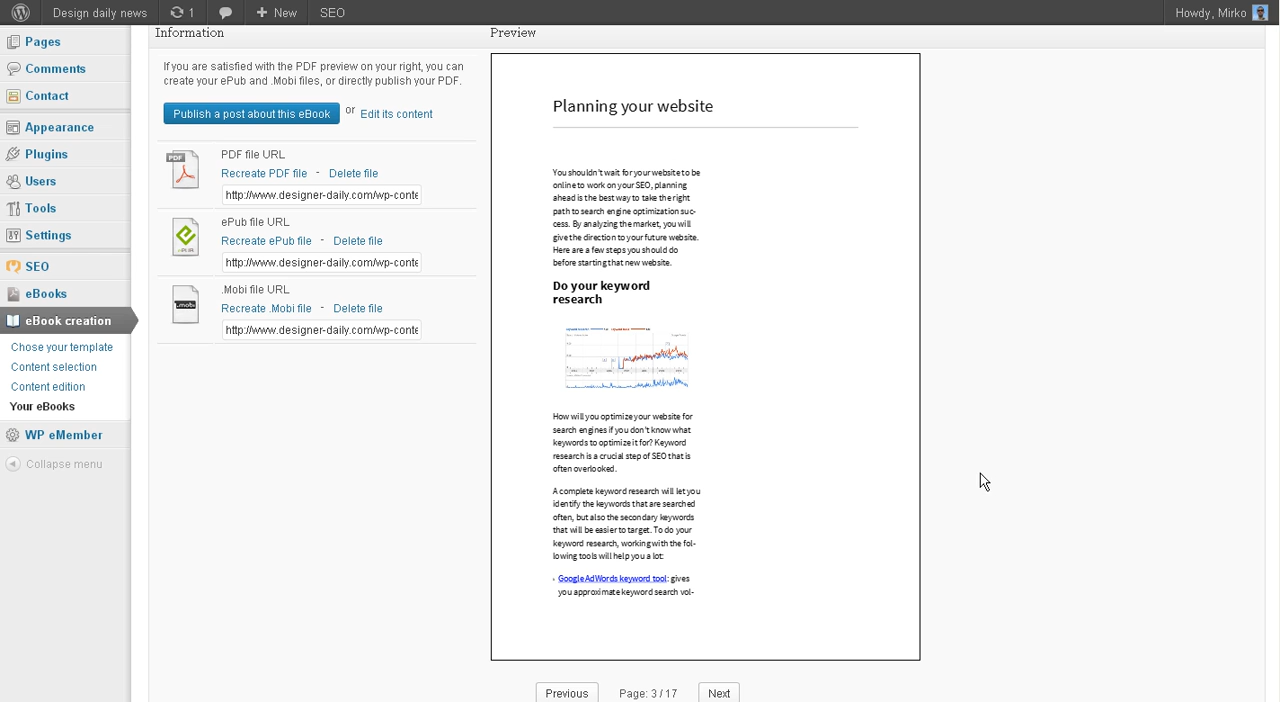 Design daily news 1 New SEO Howdy, Mirko
Pages
Comments
Contact
Appearance
Plugins
Users
Tools
Settings
SEO
eBooks
eBook creation
Chose your template
Content selection
Content edition
Your eBooks
WP eMember
Collapse menu
Information
If you are satisfied with the PDF preview on your right, you can
create your ePub and .Mobi files, or directly publish your PDF.
Publish a post about this eBook or Edit its content
PDF
PDF file URL
Recreate PDF file - Delete file
http://www.designer-daily.com/wp-conte
ePUB
ePub file URL
Recreate ePub file - Delete file
http://www.designer-daily.com/wp-conte
.mobi
.Mobi file URL
Recreate .Mobi file - Delete file
http://www.designer-daily.com/wp-conte
Preview
Planning your website
You shouldn't wait for your website to be
online to work on your SEO, planning
ahead is the best way to take the right
path to search engine optimization suc-
cess. By analyzing the market, you will
give the direction to your future website.
Here are a few steps you should do
before starting that new website.
Do your keyword
research
How will you optimize your website for
search engines if you don't know what
keywords to optimize it for? Keyword
research is a crucial step of SEO that is
often overlooked.
A complete keyword research will let you
identify the keywords that are searched
often, but also the secondary keywords
that will be easier to target. To do your
keyword research, working with the fol-
lowing tools will help you a lot:
• Google AdWords keyword tool: gives
you approximate keyword search vol-
Previous Page: 3 / 17 Next